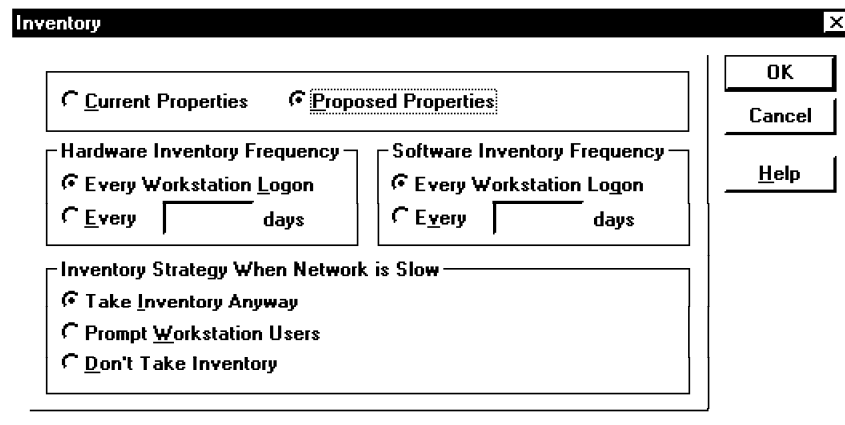 Inventory
Current Properties
Proposed Properties
OK
Cancel
Help
Hardware Inventory Frequency
Every Workstation Logon
Every days
Software Inventory Frequency
Every Workstation Logon
Every days
Inventory Strategy When Network is Slow
Take Inventory Anyway
Prompt Workstation Users
Don't Take Inventory